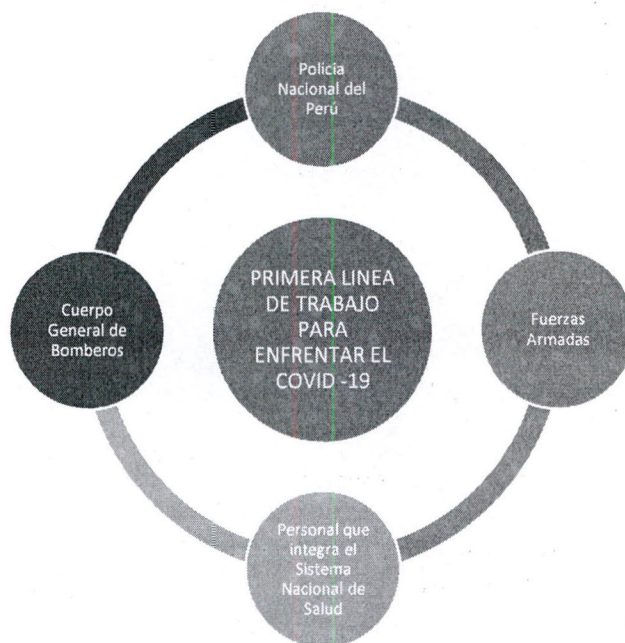 Policía
Nacional del
Perú
Cuerpo
General de
Bomberos
PRIMERA LINEA
DE TRABAJO
PARA
ENFRENTAR EL
COVID -19
Fuerzas
Armadas
Personal que
integra el
Sistema
Nacional de
Salud